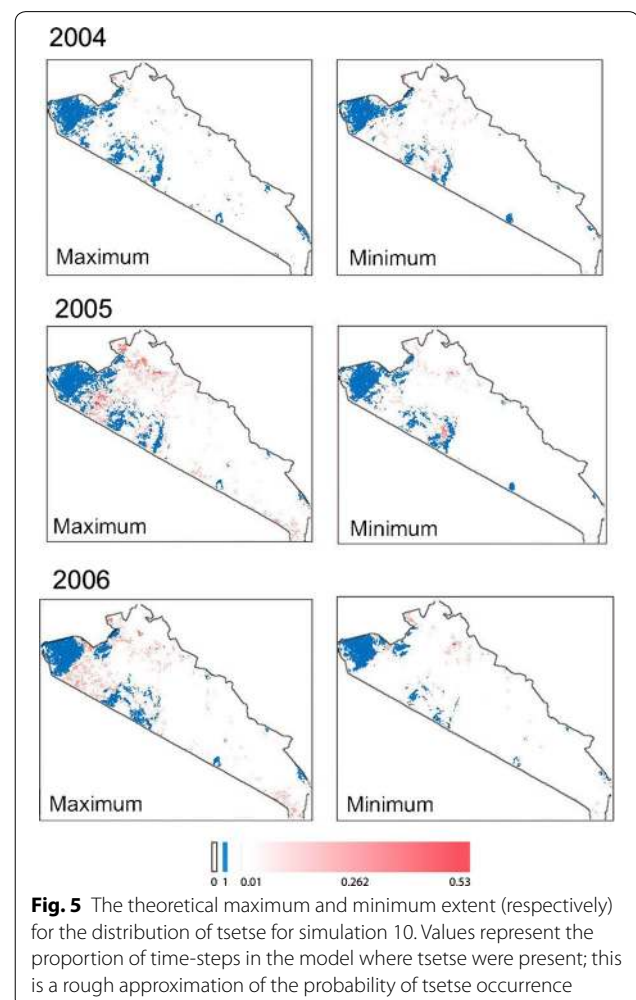 2004
Maximum
Minimum
2005
Maximum
Minimum
2006
Maximum
Minimum
0 1 0.01 0.262 0.53
Fig. 5 The theoretical maximum and minimum extent (respectively)
for the distribution of tsetse for simulation 10. Values represent the
proportion of time-steps in the model where tsetse were present; this
is a rough approximation of the probability of tsetse occurrence